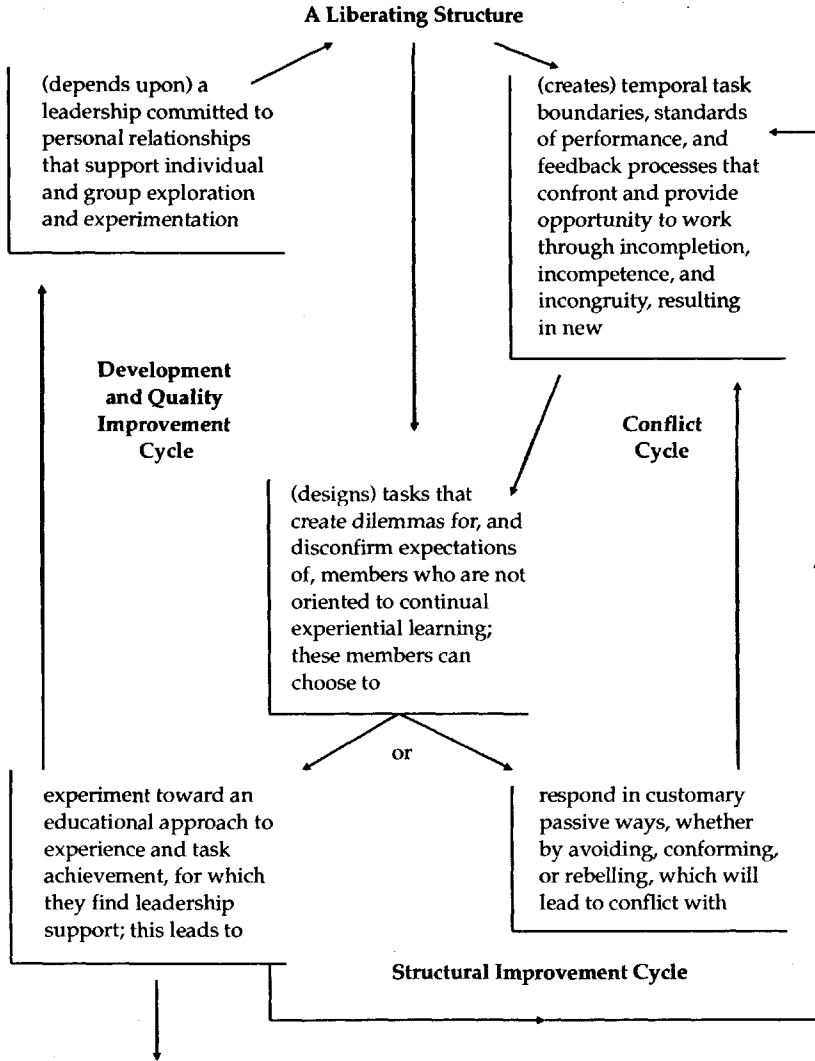 A Liberating Structure
(depends upon) a
leadership committed to
personal relationships
that support individual
and group exploration
and experimentation
(creates) temporal task
boundaries, standards
of performance, and
feedback processes that
confront and provide
opportunity to work
through incompletion,
incompetence, and
incongruity, resulting
in new
Development
and Quality
Improvement
Cycle
Conflict
Cycle
(designs) tasks that
create dilemmas for, and
disconfirm expectations
of, members who are not
oriented to continual
experiential learning;
these members can
choose to
or
experiment toward an
educational approach to
experience and task
achievement, for which
they find leadership
support; this leads to
respond in customary
passive ways, whether
by avoiding, conforming,
or rebelling, which will
lead to conflict with
Structural Improvement Cycle